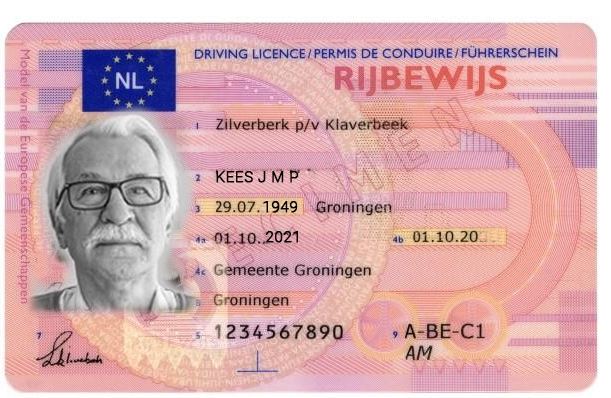 NL
DRIVING LICENCE/PERMIS DE CONDUIRE/FÜHRERSCHEIN
RIJBEWIJS
Model van de Europese Gemeenschappen
1 Zilverberk p/v Klaverbeek
2 KEES J M P
3 29.07.1949 Groningen
4a 01.10.2021 4b 01.10.20
4c Gemeente Groningen
8 Groningen
5 1234567890 9 A-BE-C1
AM
7